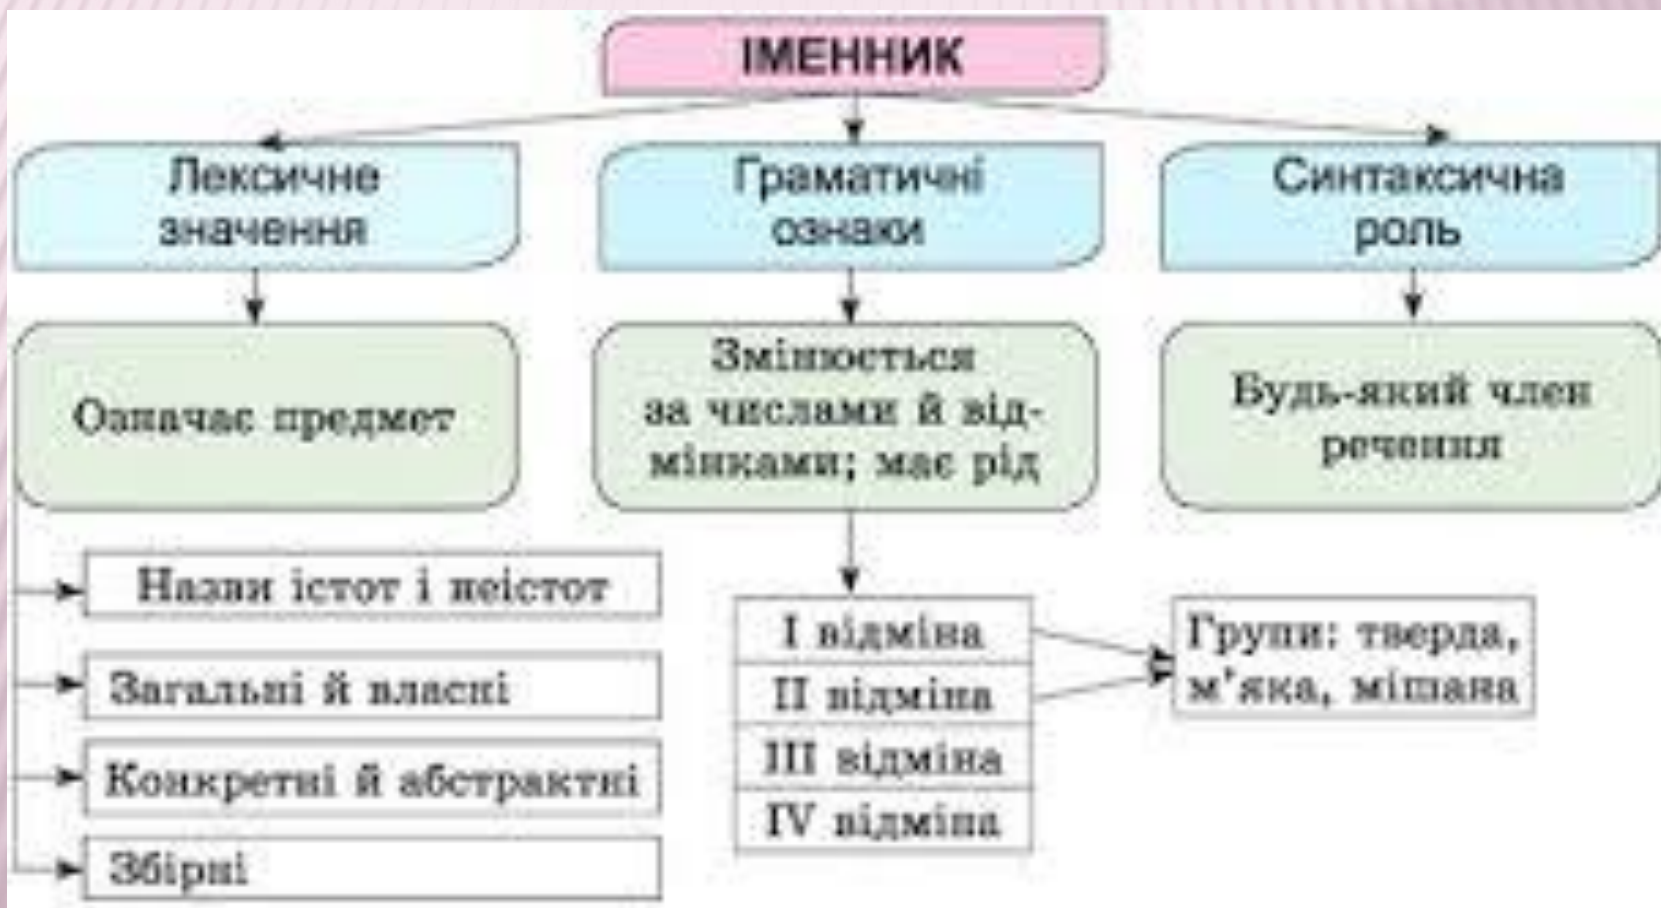 ІМЕННИК
Лексичне
значення
Граматичні
ознаки
Синтаксична
роль
Означає предмет
Змінюється
за числами й від-
мінками; має рід
Будь-який член
речення
Назви істот і неістот
Загальні й власні
Конкретні й абстрактні
Збірні
I відміна
II відміна
III відміна
IV відміна
Групи: тверда,
м’яка, мішана